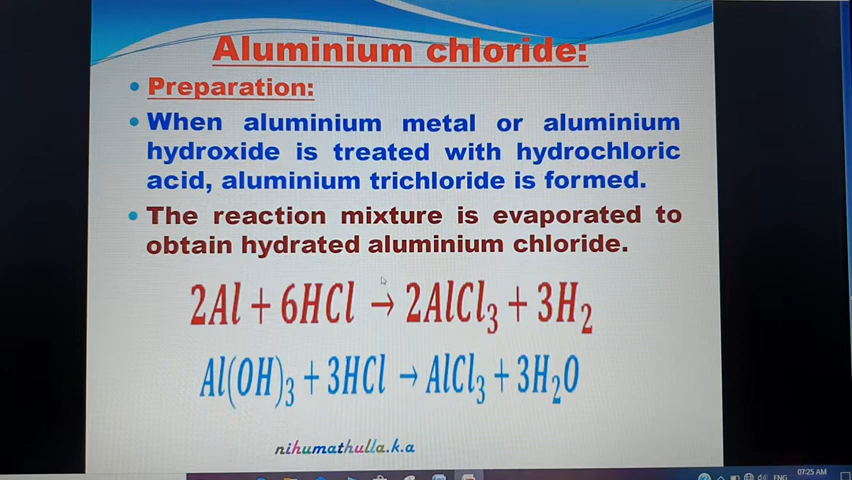 Aluminium chloride:
• Preparation:
• When aluminium metal or aluminium
hydroxide is treated with hydrochloric
acid, aluminium trichloride is formed.
• The reaction mixture is evaporated to
obtain hydrated aluminium chloride.
2Al + 6HCl → 2AlCl₃ + 3H₂
Al(OH)₃ + 3HCl → AlCl₃ + 3H₂O
nihumathulla.k.a
ENG
07:25 AM